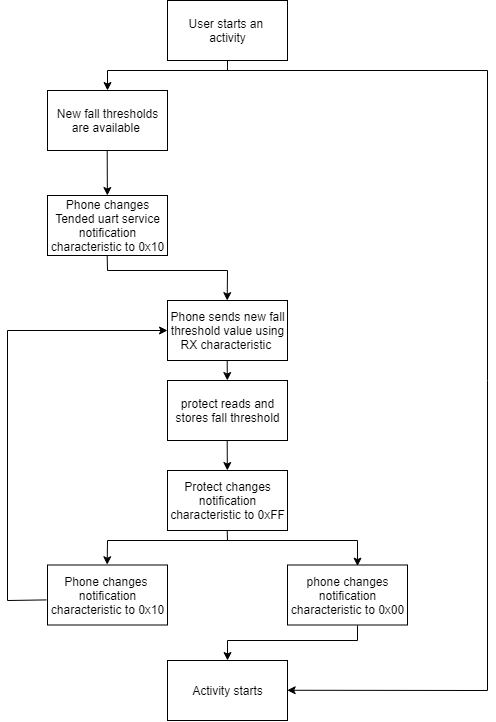 User starts an
activity
New fall thresholds
are available
Phone changes
Tended uart service
notification
characteristic to 0x10
Phone sends new fall
threshold value using
RX characteristic
protect reads and
stores fall threshold
Protect changes
notification
characteristic to 0xFF
Phone changes
notification
characteristic to 0x10
phone changes
notification
characteristic to 0x00
Activity starts